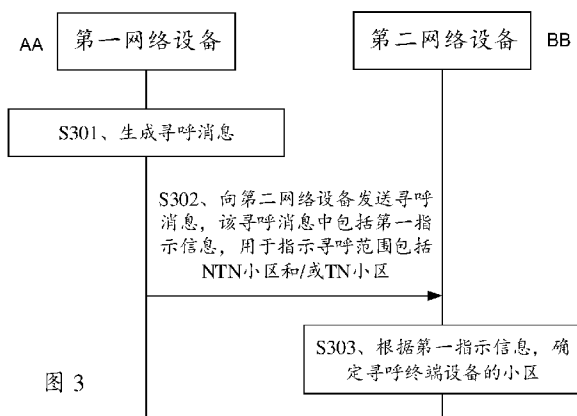 AA
第一网络设备
第二网络设备
BB
S301、生成寻呼消息
S302、向第二网络设备发送寻呼
消息，该寻呼消息中包括第一指
示信息，用于指示寻呼范围包括
NTN小区和/或TN小区
S303、根据第一指示信息，确
定寻呼终端设备的小区
图 3